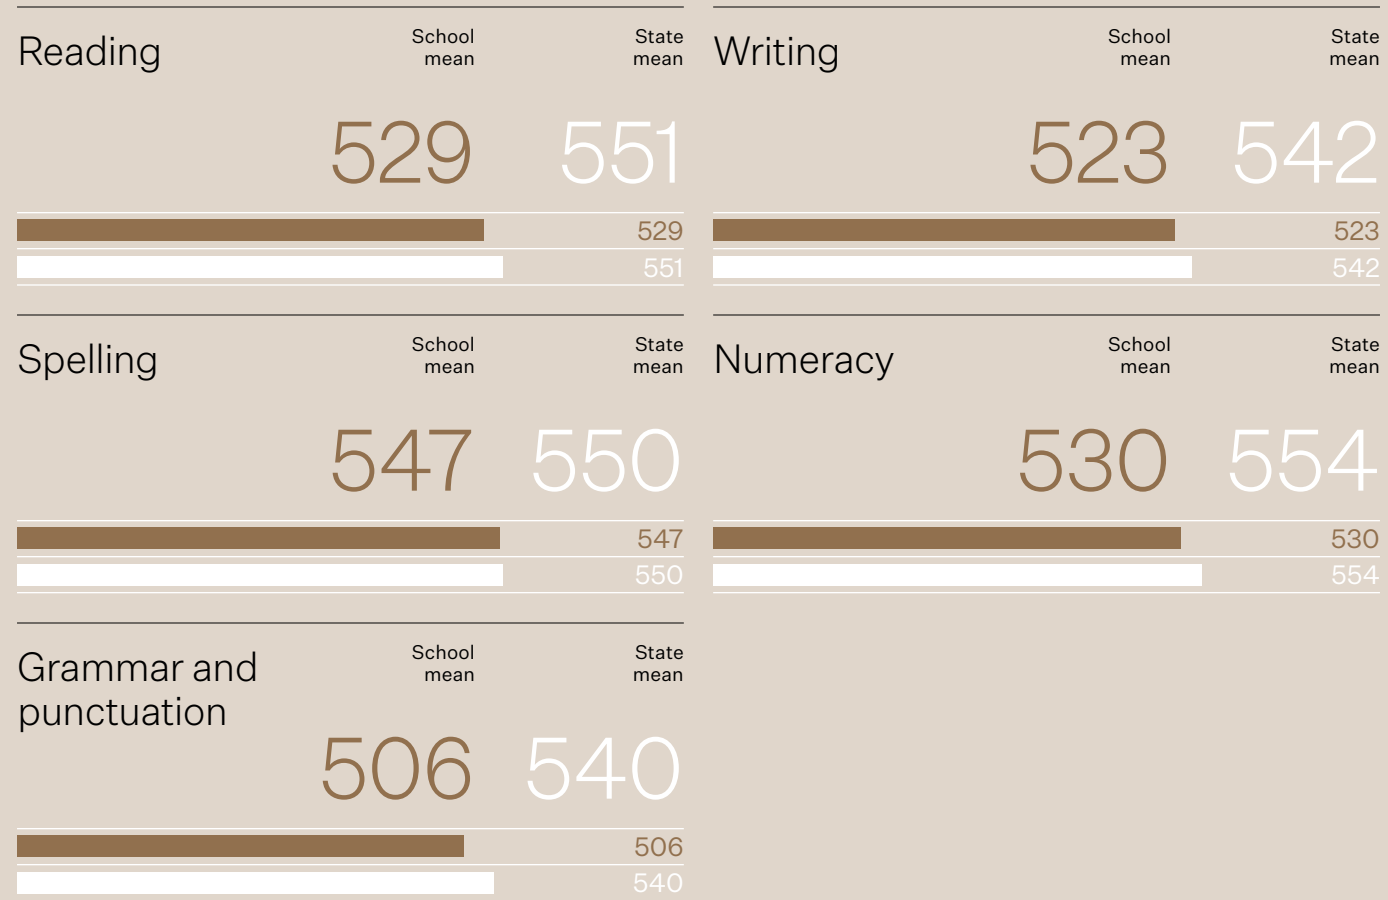 Reading
School
mean
State
mean
529
551
529
551
Writing
School
mean
State
mean
523
542
523
542
Spelling
School
mean
State
mean
547
550
547
550
Numeracy
School
mean
State
mean
530
554
530
554
Grammar and
punctuation
School
mean
State
mean
506
540
506
540